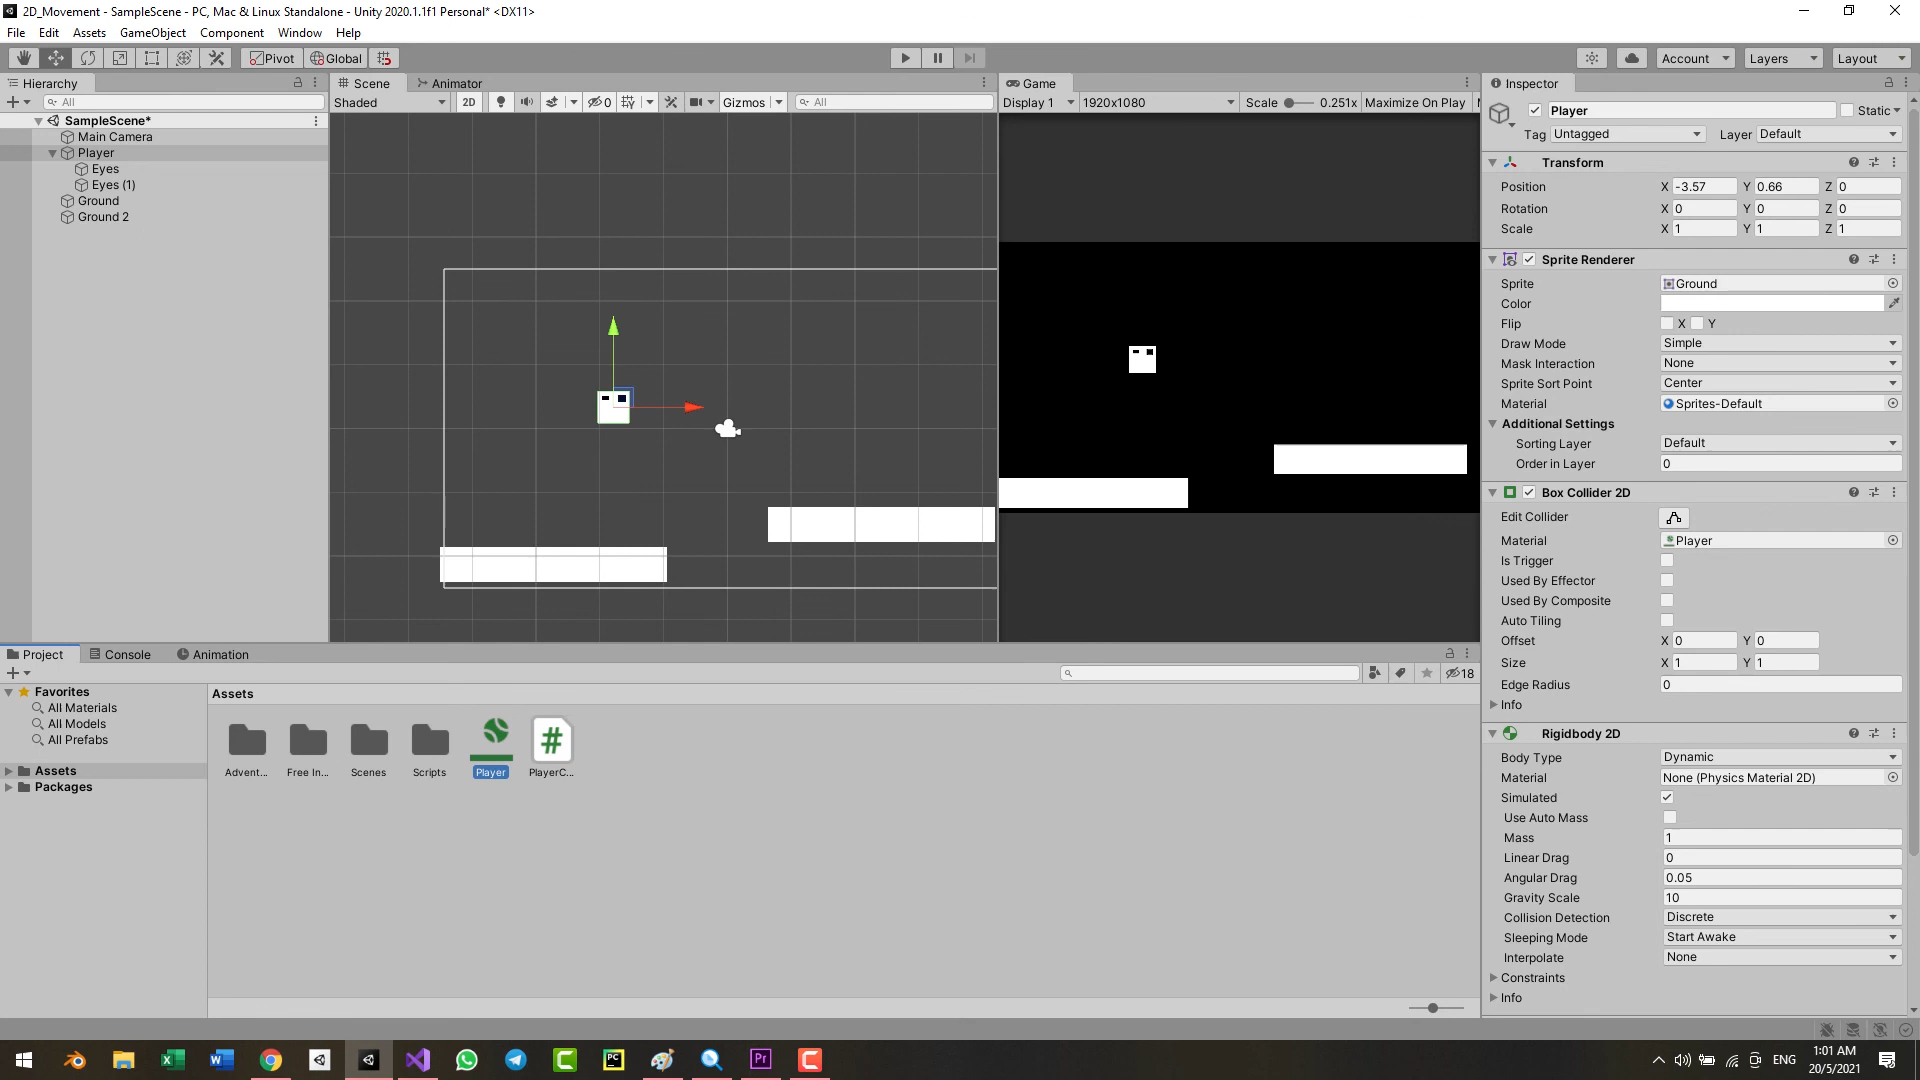 2D_Movement - SampleScene - PC, Mac & Linux Standalone - Unity 2020.1.1f1 Personal* <DX11>
File Edit Assets GameObject Component Window Help
Pivot Global Account Layers Layout
Hierarchy
All
SampleScene*
Main Camera
Player
Eyes
Eyes (1)
Ground
Ground 2
Scene Animator
Shaded 2D 0 Gizmos All
Game
Display 1 1920x1080 Scale 0.251x Maximize On Play
Inspector
Player Static
Tag Untagged Layer Default
Transform
Position X -3.57 Y 0.66 Z 0
Rotation X 0 Y 0 Z 0
Scale X 1 Y 1 Z 1
Sprite Renderer
Sprite Ground
Color
Flip X Y
Draw Mode Simple
Mask Interaction None
Sprite Sort Point Center
Material Sprites-Default
Additional Settings
Sorting Layer Default
Order in Layer 0
Box Collider 2D
Edit Collider
Material Player
Is Trigger
Used By Effector
Used By Composite
Auto Tiling
Offset X 0 Y 0
Size X 1 Y 1
Edge Radius 0
Info
Rigidbody 2D
Body Type Dynamic
Material None (Physics Material 2D)
Simulated
Use Auto Mass
Mass 1
Linear Drag 0
Angular Drag 0.05
Gravity Scale 10
Collision Detection Discrete
Sleeping Mode Start Awake
Interpolate None
Constraints
Info
Project Console Animation
18
Favorites
All Materials
All Models
All Prefabs
Assets
Packages
Assets
Advent... Free In... Scenes Scripts Player PlayerC...
ENG
1:01 AM
20/5/2021